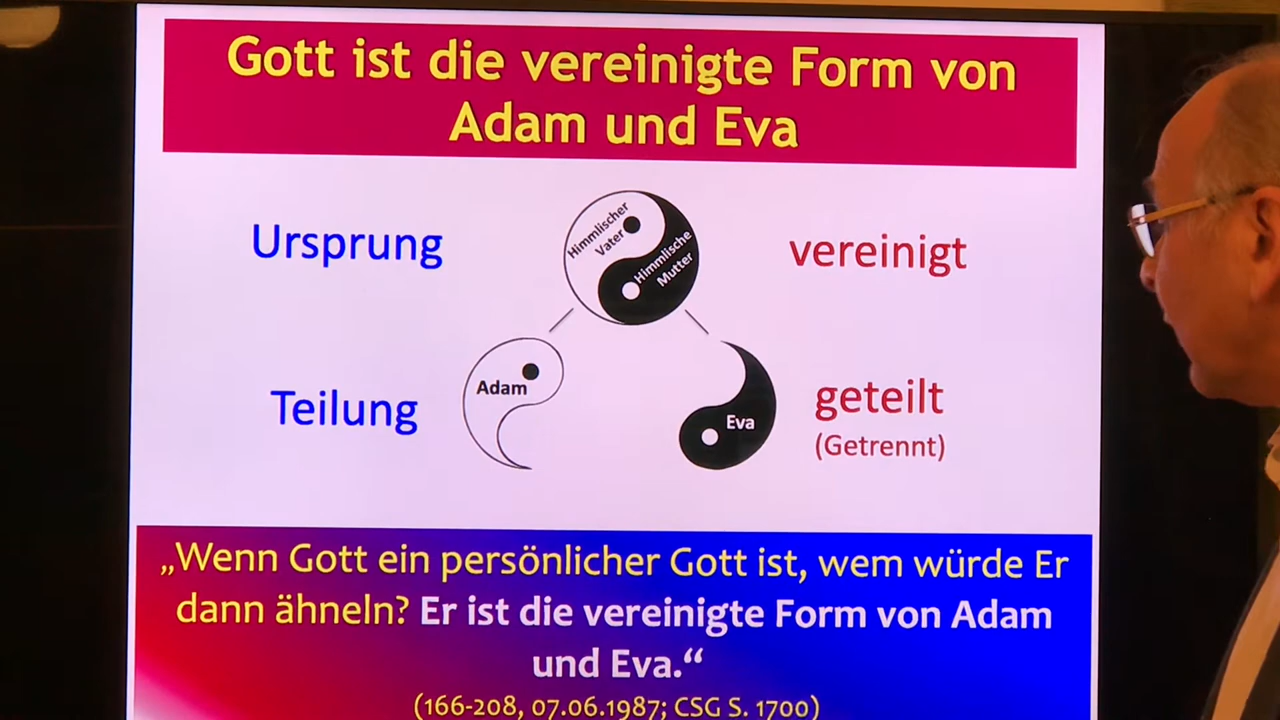 Gott ist die vereinigte Form von
Adam und Eva
Ursprung
Himmlischer
Vater
Himmlische
Mutter
vereinigt
Teilung
Adam
Eva
geteilt
(Getrennt)
„Wenn Gott ein persönlicher Gott ist, wem würde Er
dann ähneln? Er ist die vereinigte Form von Adam
und Eva.“
(166-208, 07.06.1987; CSG S. 1700)